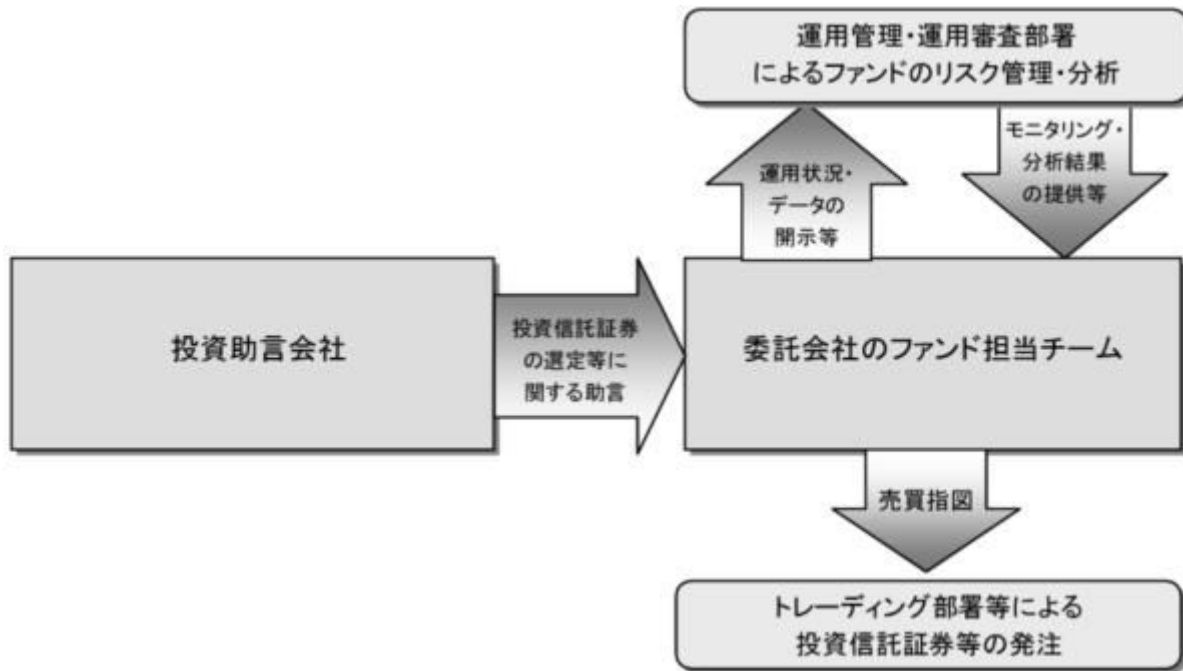 運用管理・運用審査部署
によるファンドのリスク管理・分析
運用状況・
データの
開示等
モニタリング・
分析結果
の提供等
投資助言会社
投資信託証券
の選定等に
関する助言
委託会社のファンド担当チーム
売買指図
トレーディング部署等による
投資信託証券等の発注